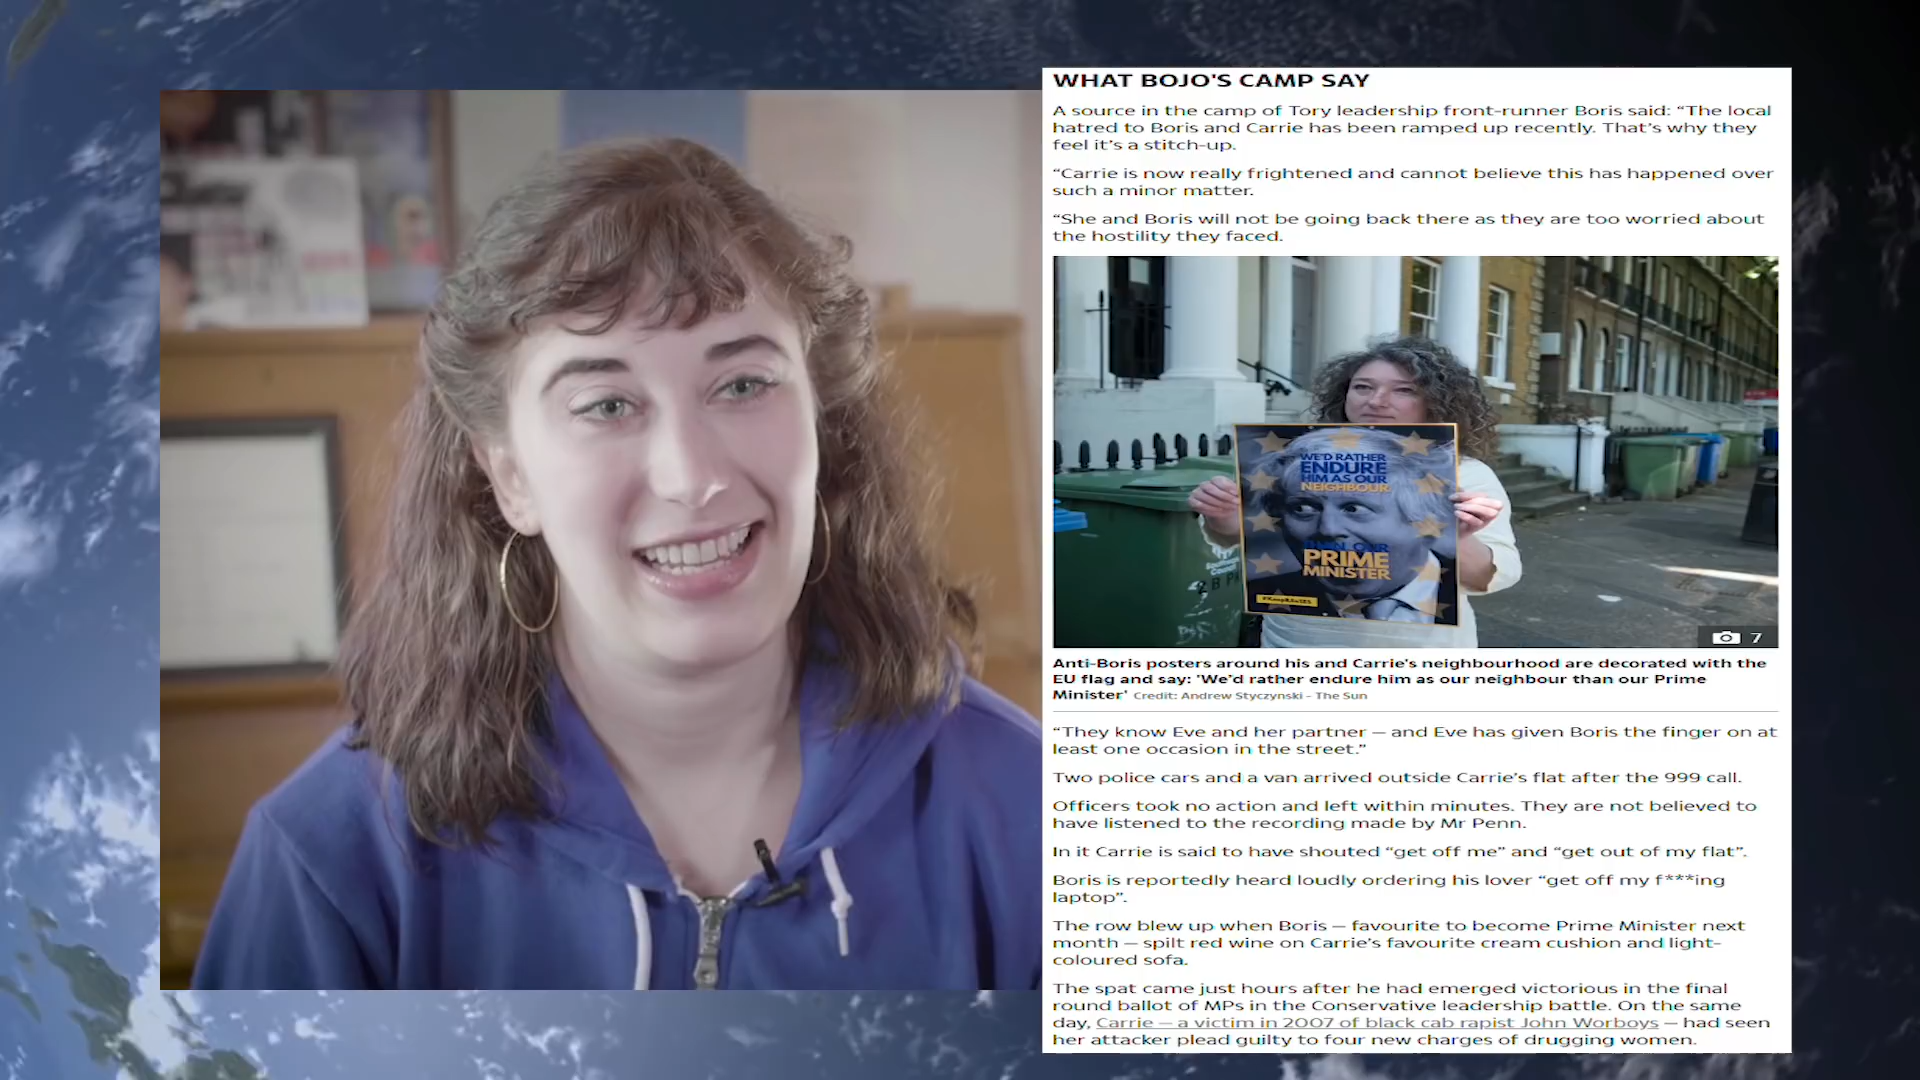 WHAT BOJO'S CAMP SAY
A source in the camp of Tory leadership front-runner Boris said: “The local
hatred to Boris and Carrie has been ramped up recently. That’s why they
feel it’s a stitch-up.
“Carrie is now really frightened and cannot believe this has happened over
such a minor matter.
“She and Boris will not be going back there as they are too worried about
the hostility they faced.
WE'D RATHER
ENDURE
HIM AS OUR
NEIGHBOUR
PRIME
MINISTER
7
Anti-Boris posters around his and Carrie's neighbourhood are decorated with the
EU flag and say: 'We’d rather endure him as our neighbour than our Prime
Minister' Credit: Andrew Styczynski - The Sun
“They know Eve and her partner — and Eve has given Boris the finger on at
least one occasion in the street.”
Two police cars and a van arrived outside Carrie’s flat after the 999 call.
Officers took no action and left within minutes. They are not believed to
have listened to the recording made by Mr Penn.
In it Carrie is said to have shouted “get off me” and “get out of my flat”.
Boris is reportedly heard loudly ordering his lover “get off my f***ing
laptop”.
The row blew up when Boris — favourite to become Prime Minister next
month — spilt red wine on Carrie’s favourite cream cushion and light-
coloured sofa.
The spat came just hours after he had emerged victorious in the final
round ballot of MPs in the Conservative leadership battle. On the same
day, Carrie — a victim in 2007 of black cab rapist John Worboys — had seen
her attacker plead guilty to four new charges of drugging women.